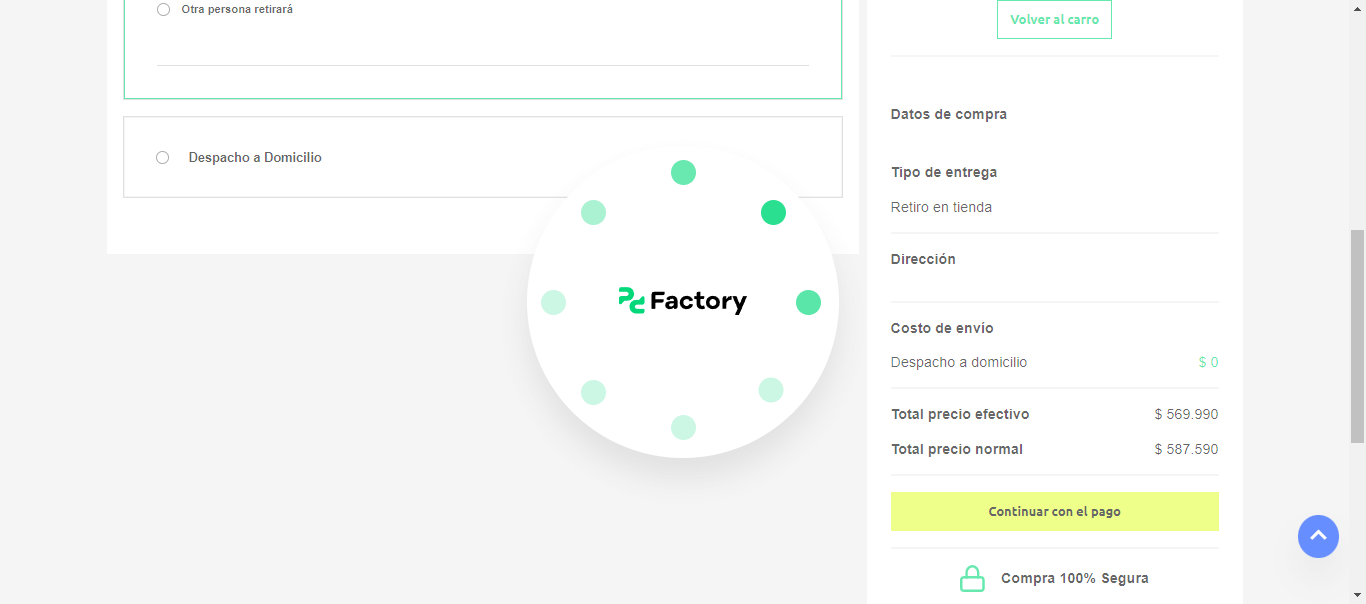 Otra persona retirará
Despacho a Domicilio
Factory
Volver al carro
Datos de compra
Tipo de entrega
Retiro en tienda
Dirección
Costo de envío
Despacho a domicilio $ 0
Total precio efectivo $ 569.990
Total precio normal $ 587.590
Continuar con el pago
Compra 100% Segura